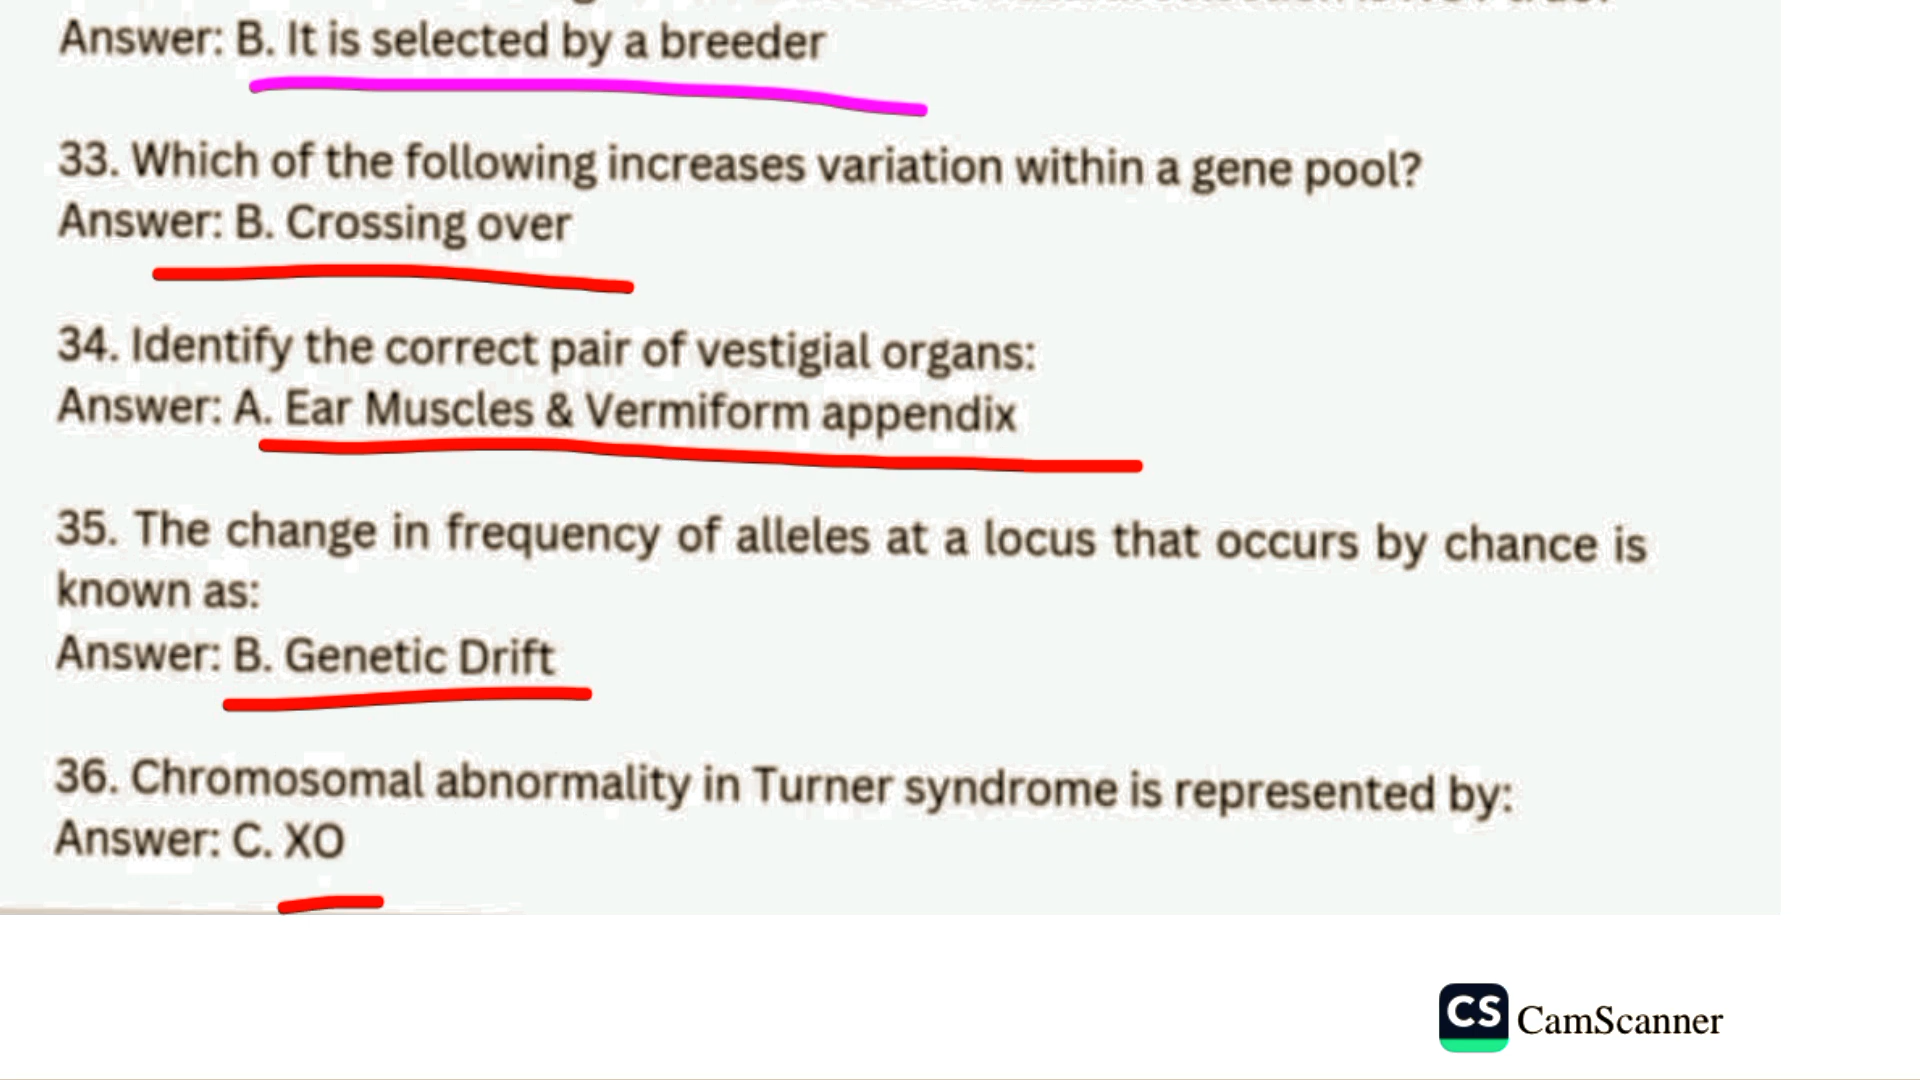 Answer: B. It is selected by a breeder
33. Which of the following increases variation within a gene pool?
Answer: B. Crossing over
34. Identify the correct pair of vestigial organs:
Answer: A. Ear Muscles & Vermiform appendix
35. The change in frequency of alleles at a locus that occurs by chance is
known as:
Answer: B. Genetic Drift
36. Chromosomal abnormality in Turner syndrome is represented by:
Answer: C. XO
CS CamScanner